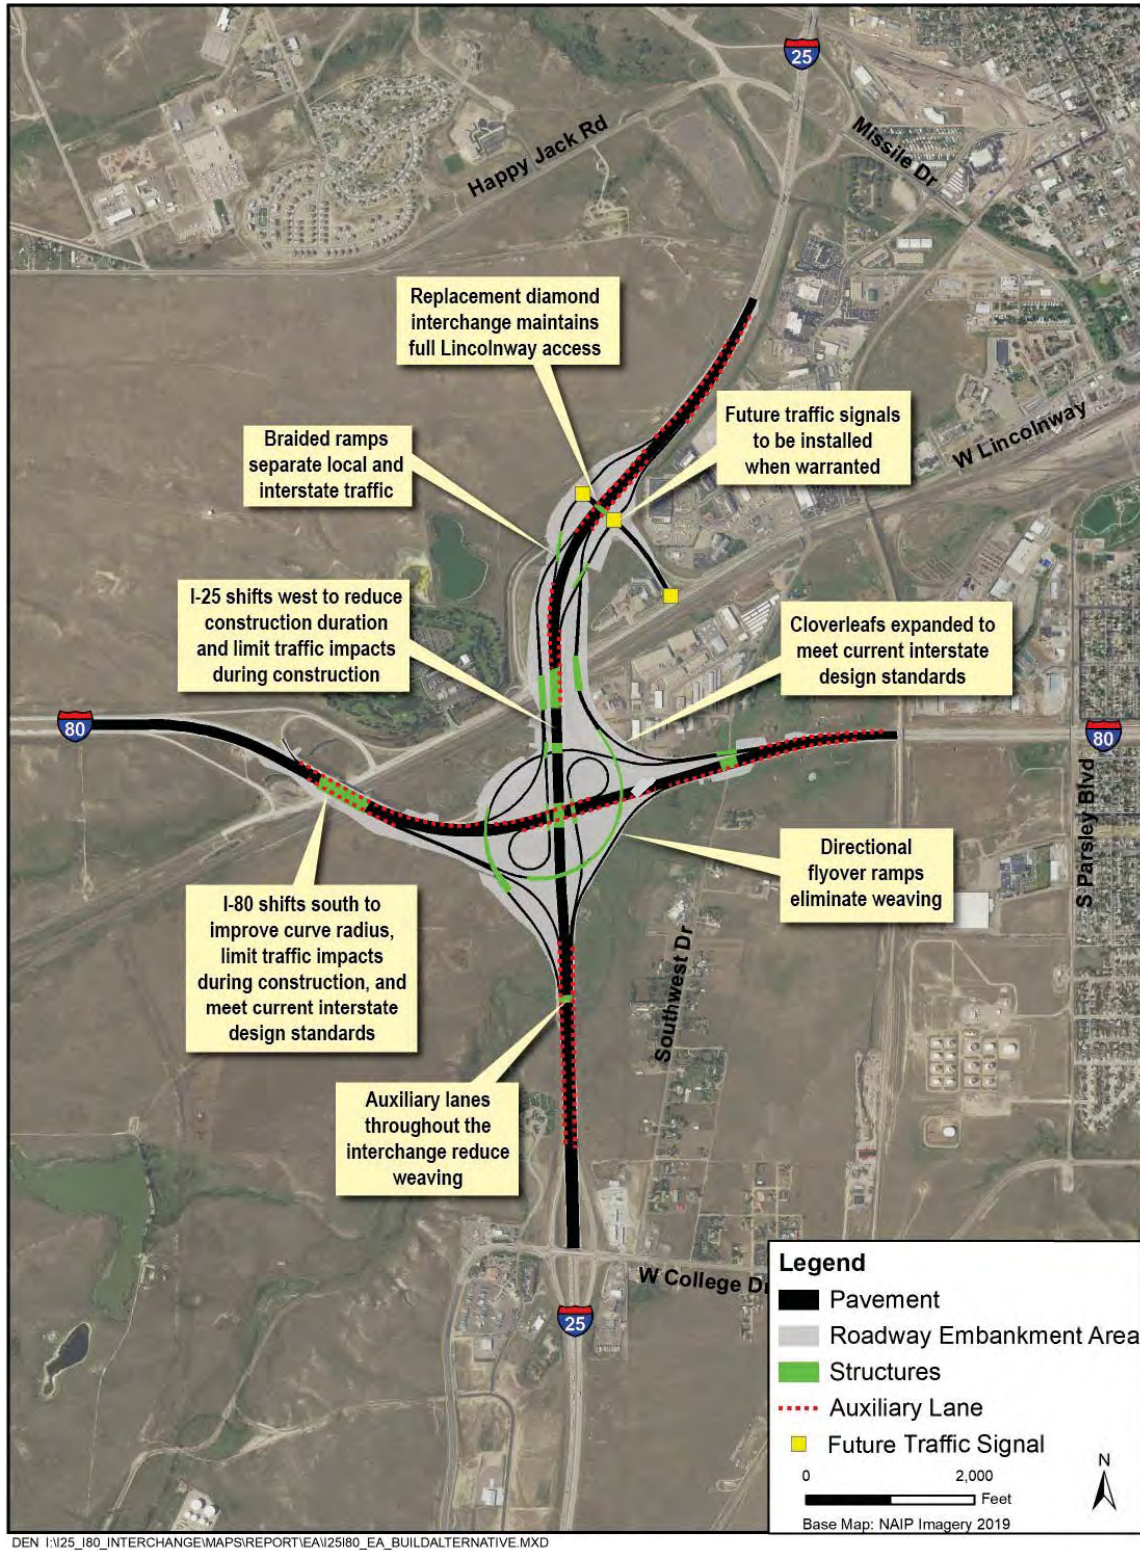 25
Missile Dr
Happy Jack Rd
Replacement diamond
interchange maintains
full Lincolnway access
Future traffic signals
to be installed
when warranted
W Lincolnway
Braided ramps
separate local and
interstate traffic
I-25 shifts west to reduce
construction duration
and limit traffic impacts
during construction
Cloverleafs expanded to
meet current interstate
design standards
80
80
S Parsley Blvd
Directional
flyover ramps
eliminate weaving
I-80 shifts south to
improve curve radius,
limit traffic impacts
during construction, and
meet current interstate
design standards
Southwest Dr
Auxiliary lanes
throughout the
interchange reduce
weaving
W College Dr
25
Legend
Pavement
Roadway Embankment Area
Structures
Auxiliary Lane
Future Traffic Signal
0 2,000
Feet
N
Base Map: NAIP Imagery 2019
DEN I:\I25_I80_INTERCHANGE\MAPS\REPORT\EA\I25I80_EA_BUILDALTERNATIVE.MXD